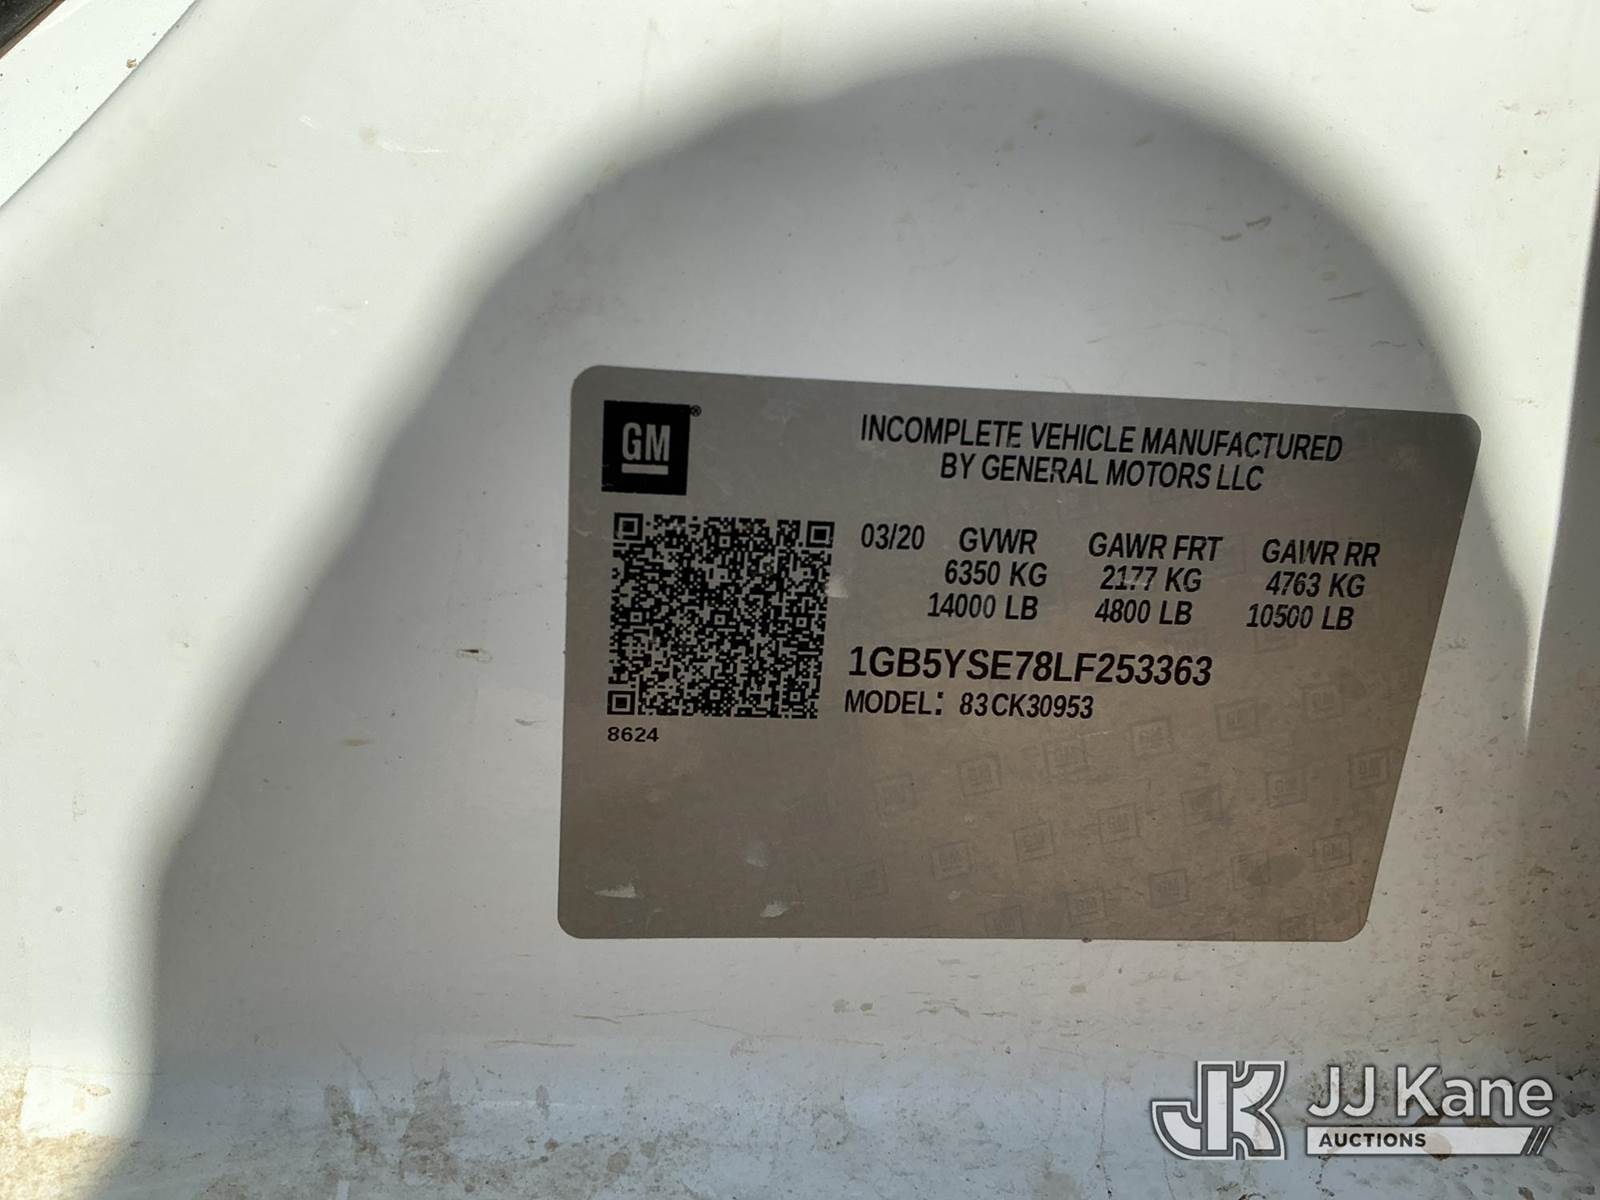 GM®
INCOMPLETE VEHICLE MANUFACTURED
BY GENERAL MOTORS LLC
03/20 GVWR GAWR FRT GAWR RR
6350 KG 2177 KG 4763 KG
14000 LB 4800 LB 10500 LB
1GB5YSE78LF253363
MODEL: 83CK30953
8624
JK JJ Kane
AUCTIONS